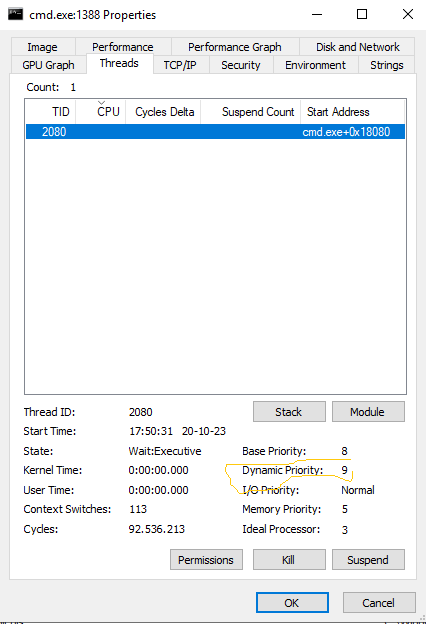 cmd.exe:1388 Properties
Image Performance Performance Graph Disk and Network
GPU Graph Threads TCP/IP Security Environment Strings
Count: 1
TID CPU Cycles Delta Suspend Count Start Address
2080 cmd.exe+0x18080
Stack Module
Thread ID: 2080
Start Time: 17:50:31 20-10-23
State: Wait:Executive Base Priority: 8
Kernel Time: 0:00:00.000 Dynamic Priority: 9
User Time: 0:00:00.000 I/O Priority: Normal
Context Switches: 113 Memory Priority: 5
Cycles: 92.536.213 Ideal Processor: 3
Permissions Kill Suspend
OK Cancel